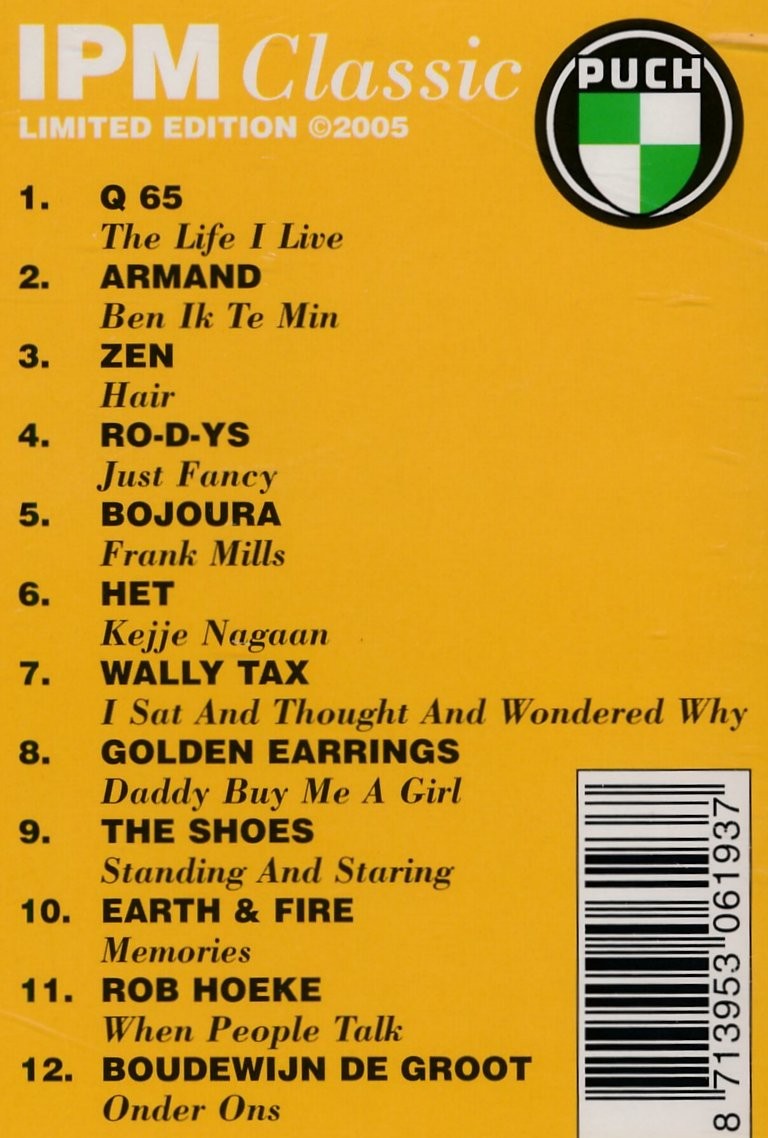 IPM Classic
LIMITED EDITION ©2005
PUCH
1. Q 65
The Life I Live
2. ARMAND
Ben Ik Te Min
3. ZEN
Hair
4. RO-D-YS
Just Fancy
5. BOJOURA
Frank Mills
6. HET
Kejje Nagaan
7. WALLY TAX
I Sat And Thought And Wondered Why
8. GOLDEN EARRINGS
Daddy Buy Me A Girl
9. THE SHOES
Standing And Staring
10. EARTH & FIRE
Memories
11. ROB HOEKE
When People Talk
12. BOUDEWIJN DE GROOT
Onder Ons
8 713953 061937